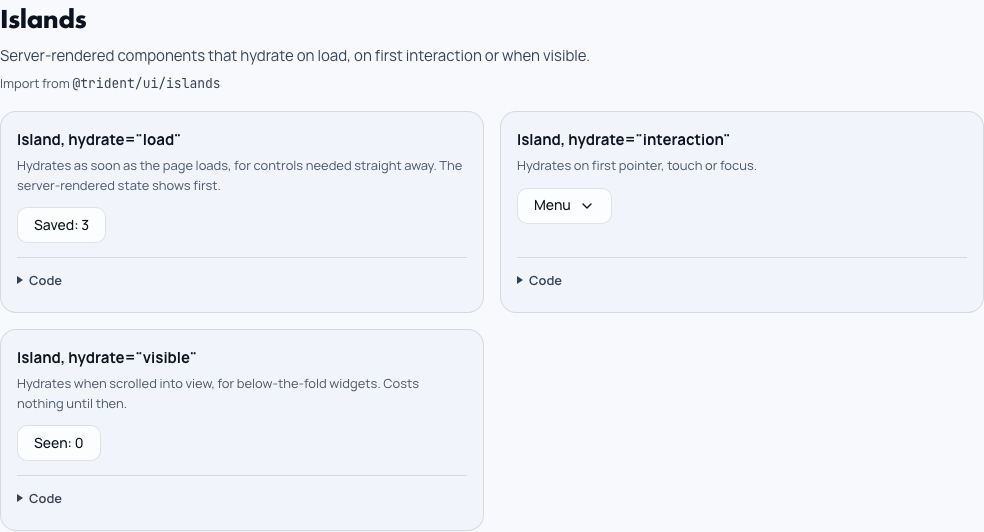 Islands
Server-rendered components that hydrate on load, on first interaction or when visible.
Import from @trident/ui/islands
Island, hydrate="load"
Hydrates as soon as the page loads, for controls needed straight away. The
server-rendered state shows first.
Saved: 3
Code
Island, hydrate="interaction"
Hydrates on first pointer, touch or focus.
Menu
Code
Island, hydrate="visible"
Hydrates when scrolled into view, for below-the-fold widgets. Costs
nothing until then.
Seen: 0
Code